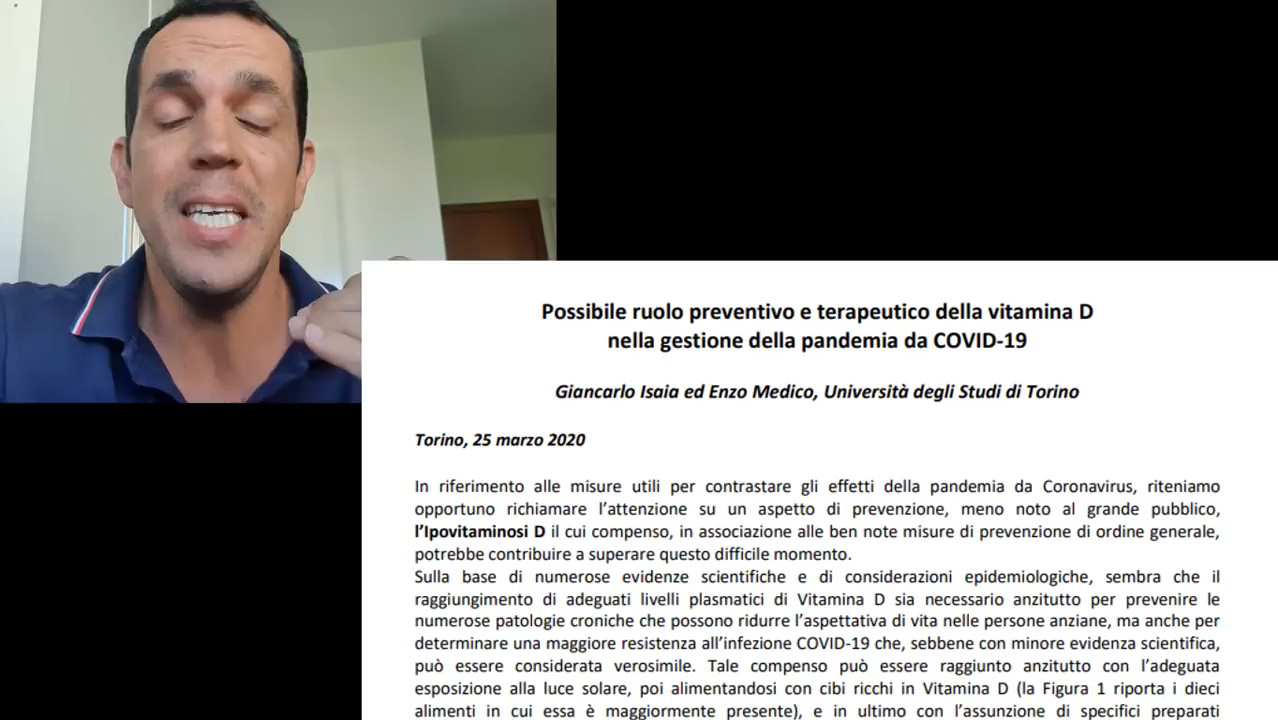 Possibile ruolo preventivo e terapeutico della vitamina D
nella gestione della pandemia da COVID-19
Giancarlo Isaia ed Enzo Medico, Università degli Studi di Torino
Torino, 25 marzo 2020
In riferimento alle misure utili per contrastare gli effetti della pandemia da Coronavirus, riteniamo
opportuno richiamare l’attenzione su un aspetto di prevenzione, meno noto al grande pubblico,
l’Ipovitaminosi D il cui compenso, in associazione alle ben note misure di prevenzione di ordine generale,
potrebbe contribuire a superare questo difficile momento.
Sulla base di numerose evidenze scientifiche e di considerazioni epidemiologiche, sembra che il
raggiungimento di adeguati livelli plasmatici di Vitamina D sia necessario anzitutto per prevenire le
numerose patologie croniche che possono ridurre l’aspettativa di vita nelle persone anziane, ma anche per
determinare una maggiore resistenza all’infezione COVID-19 che, sebbene con minore evidenza scientifica,
può essere considerata verosimile. Tale compenso può essere raggiunto anzitutto con l’adeguata
esposizione alla luce solare, poi alimentandosi con cibi ricchi in Vitamina D (la Figura 1 riporta i dieci
alimenti in cui essa è maggiormente presente), e in ultimo con l’assunzione di specifici preparati